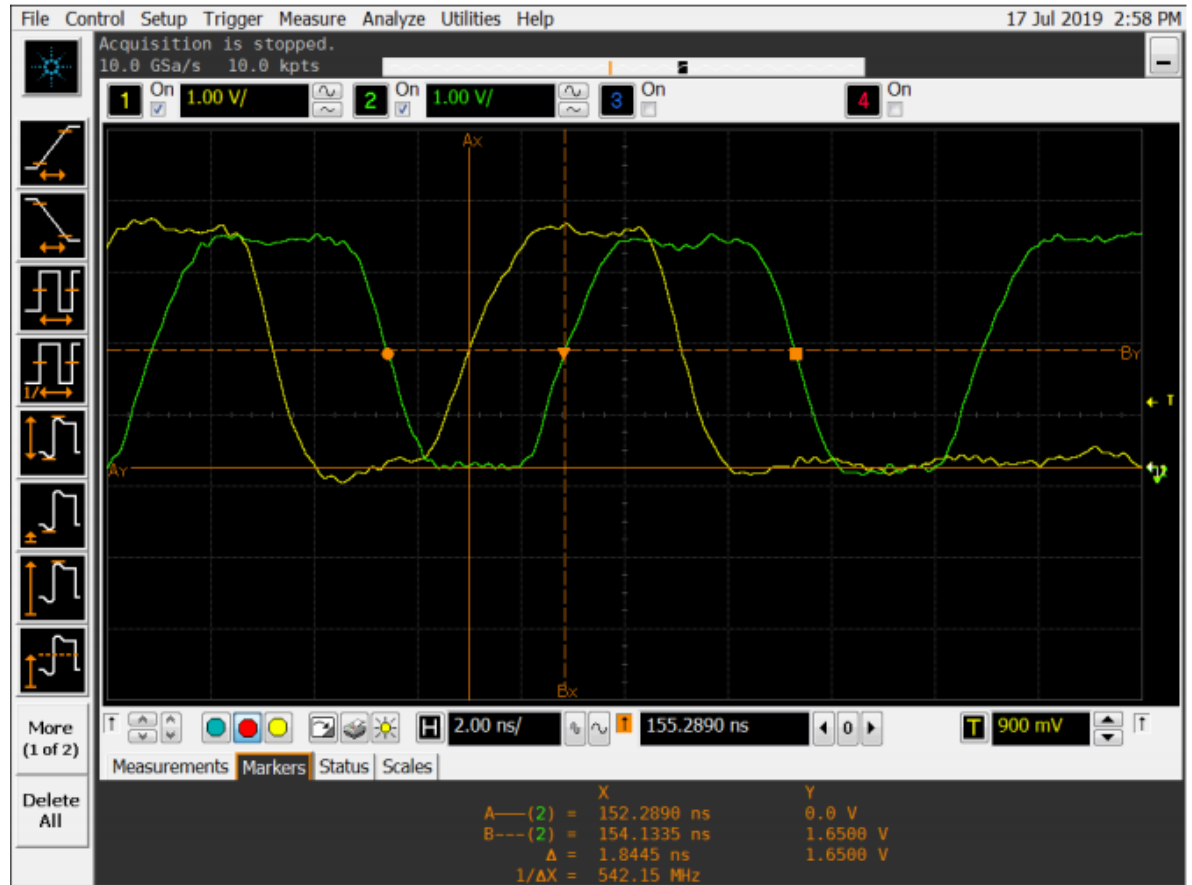 File Control Setup Trigger Measure Analyze Utilities Help 17 Jul 2019 2:58 PM
Acquisition is stopped.
10.0 GSa/s 10.0 kpts
1 On 1.00 V/ 2 On 1.00 V/ 3 On 4 On
Ax
By
T
Ay
Bx
1/
More
(1 of 2)
Delete
All
H 2.00 ns/ 155.2890 ns 0 T 900 mV
Measurements Markers Status Scales
X Y
A——(2) = 152.2890 ns 0.0 V
B---(2) = 154.1335 ns 1.6500 V
Δ = 1.8445 ns 1.6500 V
1/ΔX = 542.15 MHz